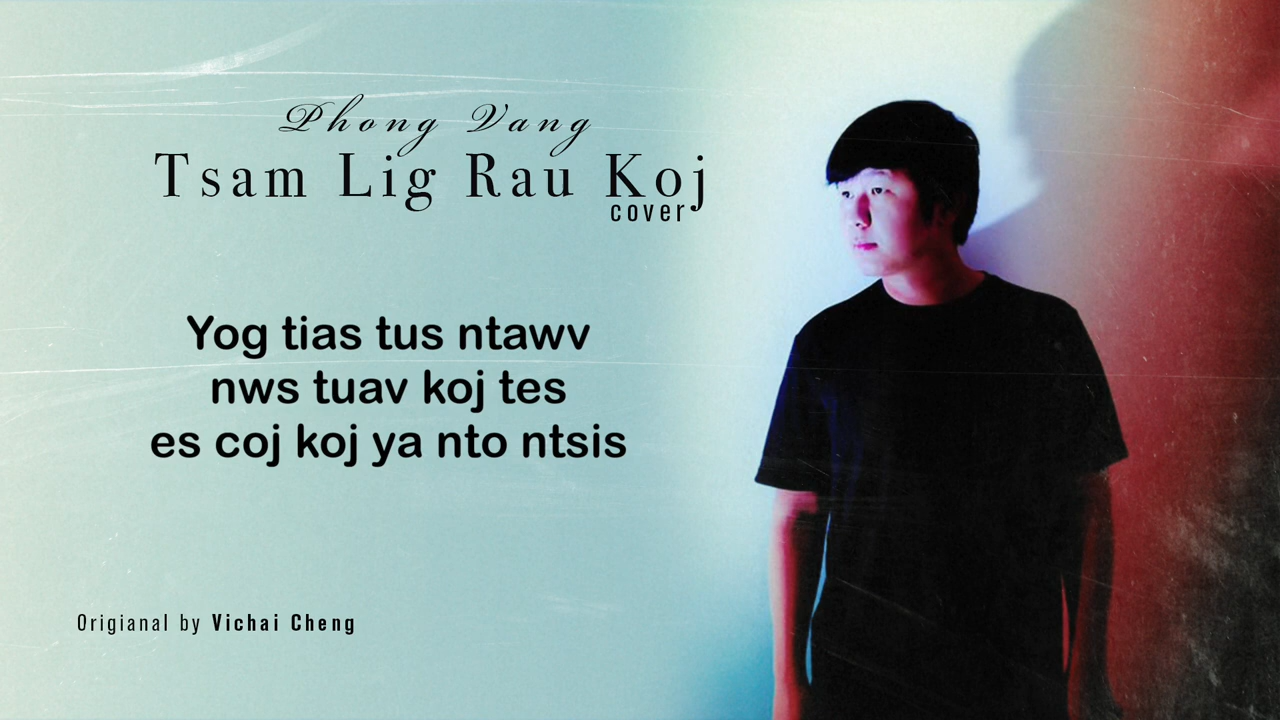 Phong Vang
Tsam Lig Rau Koj
cover
Yog tias tus ntawv
nws tuav koj tes
es coj koj ya nto ntsis
Origianal by Vichai Cheng